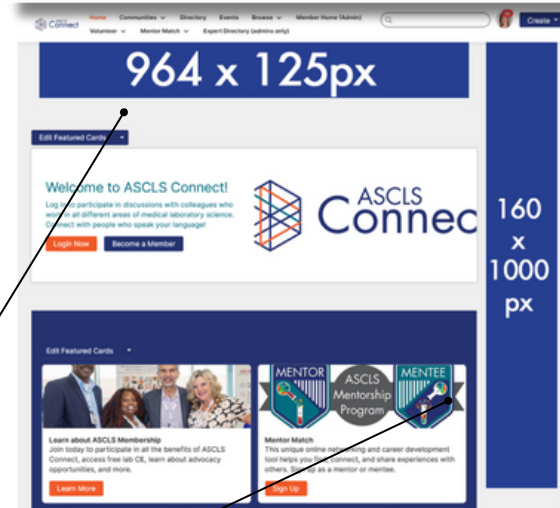 ASCLS
Connect
Home Communities Directory Events Browse Member Home (Admin)
Create
Volunteer Mentor Match Expert Directory (admins only)
964 x 125px
Edit Featured Cards
Welcome to ASCLS Connect!
Log in to participate in discussions with colleagues who
work in all different areas of medical laboratory science.
Connect with people who speak your language!
Login Now Become a Member
ASCLS
Connec
160
x
1000
px
Edit Featured Cards
MENTOR
ASCLS
Mentorship
Program
MENTEE
Learn about ASCLS Membership
Join today to participate in all the benefits of ASCLS
Connect, access free lab CE, learn about advocacy
opportunities, and more.
Learn More
Mentor Match
This unique online networking and career development
tool helps you find, connect, and share experiences with
others. Sign up as a mentor or mentee.
Sign Up